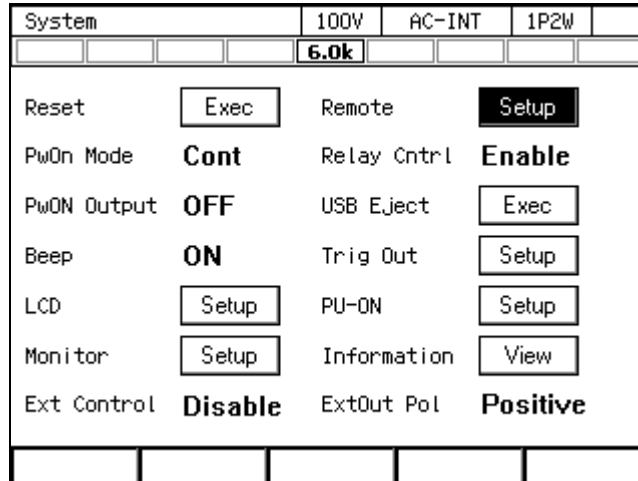 System 100V AC-INT 1P2W
6.0k
Reset Exec Remote Setup
PwOn Mode Cont Relay Cntrl Enable
PwON Output OFF USB Eject Exec
Beep ON Trig Out Setup
LCD Setup PU-ON Setup
Monitor Setup Information View
Ext Control Disable ExtOut Pol Positive